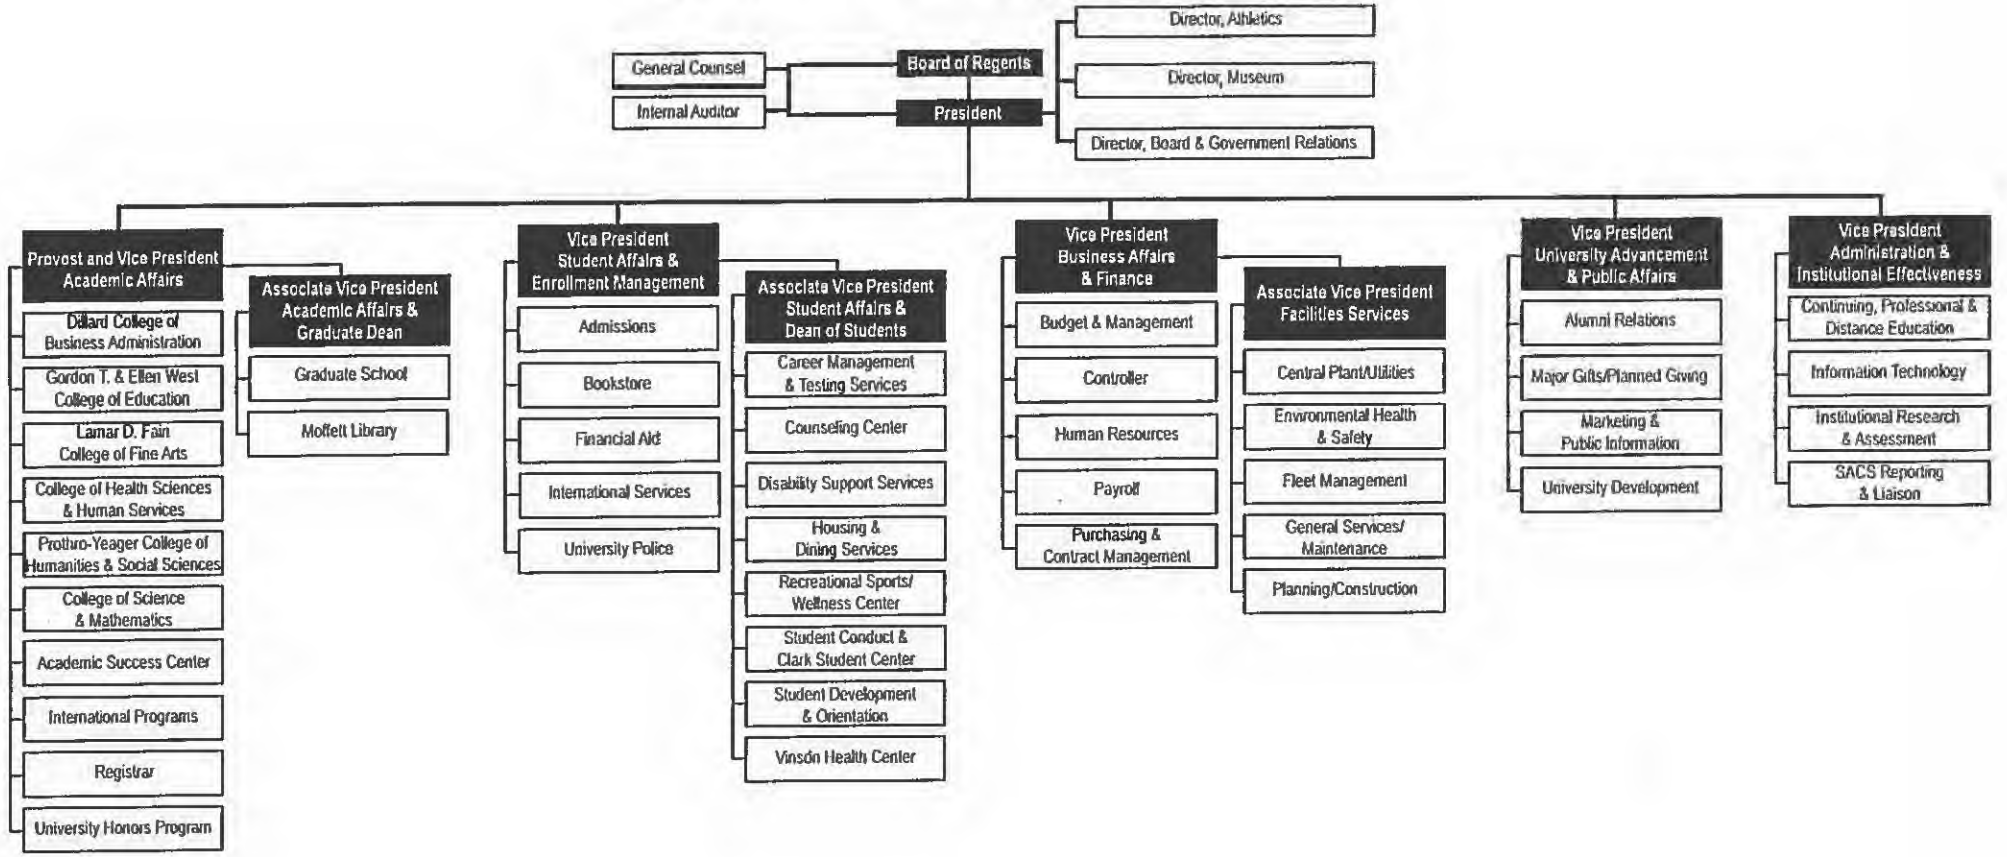 Director, Athletics
General Counsel
Board of Regents
Director, Museum
Internal Auditor
President
Director, Board & Government Relations
Provost and Vice President
Academic Affairs
Dillard College of
Business Administration
Gordon T. & Ellen West
College of Education
Lamar D. Fain
College of Fine Arts
College of Health Sciences
& Human Services
Prothro-Yeager College of
Humanities & Social Sciences
College of Science
& Mathematics
Academic Success Center
International Programs
Registrar
University Honors Program
Associate Vice President
Academic Affairs &
Graduate Dean
Graduate School
Moffett Library
Vice President
Student Affairs &
Enrollment Management
Admissions
Bookstore
Financial Aid
International Services
University Police
Associate Vice President
Student Affairs &
Dean of Students
Career Management
& Testing Services
Counseling Center
Disability Support Services
Housing &
Dining Services
Recreational Sports/
Wellness Center
Student Conduct &
Clark Student Center
Student Development
& Orientation
Vinson Health Center
Vice President
Business Affairs
& Finance
Budget & Management
Controller
Human Resources
Payroll
Purchasing &
Contract Management
Associate Vice President
Facilities Services
Central Plant/Utilities
Environmental Health
& Safety
Fleet Management
General Services/
Maintenance
Planning/Construction
Vice President
University Advancement
& Public Affairs
Alumni Relations
Major Gifts/Planned Giving
Marketing &
Public Information
University Development
Vice President
Administration &
Institutional Effectiveness
Continuing, Professional &
Distance Education
Information Technology
Institutional Research
& Assessment
SACS Reporting
& Liaison